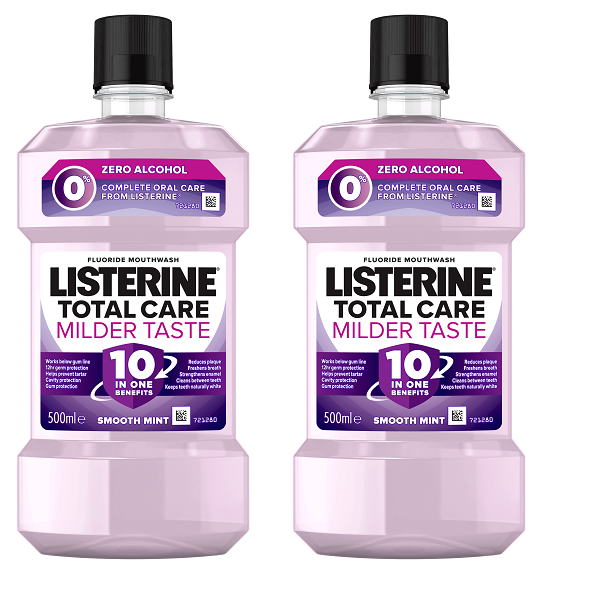 ZERO ALCOHOL
0%
COMPLETE ORAL CARE
FROM LISTERINE®
721280
FLUORIDE MOUTHWASH
LISTERINE®
TOTAL CARE
MILDER TASTE
Works below gum line
12hr germ protection
Helps prevent tartar
Cavity protection
Gum protection
10
IN ONE
BENEFITS
Reduces plaque
Freshens breath
Strengthens enamel
Cleans between teeth
Keeps teeth naturally white
500ml e
SMOOTH MINT
721280
ZERO ALCOHOL
0%
COMPLETE ORAL CARE
FROM LISTERINE®
721280
FLUORIDE MOUTHWASH
LISTERINE®
TOTAL CARE
MILDER TASTE
Works below gum line
12hr germ protection
Helps prevent tartar
Cavity protection
Gum protection
10
IN ONE
BENEFITS
Reduces plaque
Freshens breath
Strengthens enamel
Cleans between teeth
Keeps teeth naturally white
500ml e
SMOOTH MINT
721280